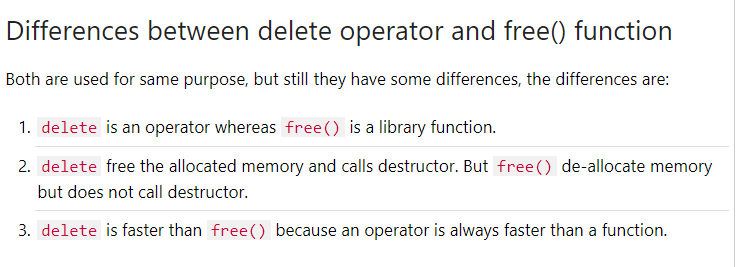 Differences between delete operator and free() function
Both are used for same purpose, but still they have some differences, the differences are:
1. delete is an operator whereas free() is a library function.
2. delete free the allocated memory and calls destructor. But free() de-allocate memory
but does not call destructor.
3. delete is faster than free() because an operator is always faster than a function.